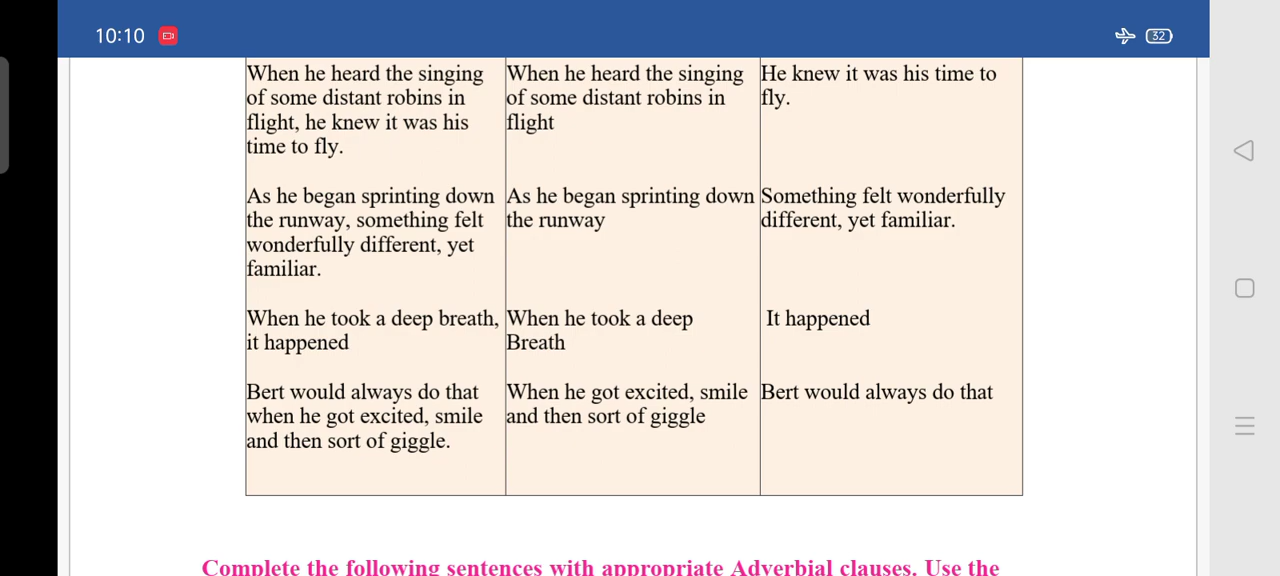 10:10
32
When he heard the singing
of some distant robins in
flight, he knew it was his
time to fly.
When he heard the singing
of some distant robins in
flight
He knew it was his time to
fly.
As he began sprinting down
the runway, something felt
wonderfully different, yet
familiar.
As he began sprinting down
the runway
Something felt wonderfully
different, yet familiar.
When he took a deep breath,
it happened
When he took a deep
Breath
It happened
Bert would always do that
when he got excited, smile
and then sort of giggle.
When he got excited, smile
and then sort of giggle
Bert would always do that
Complete the following sentences with appropriate Adverbial clauses. Use the